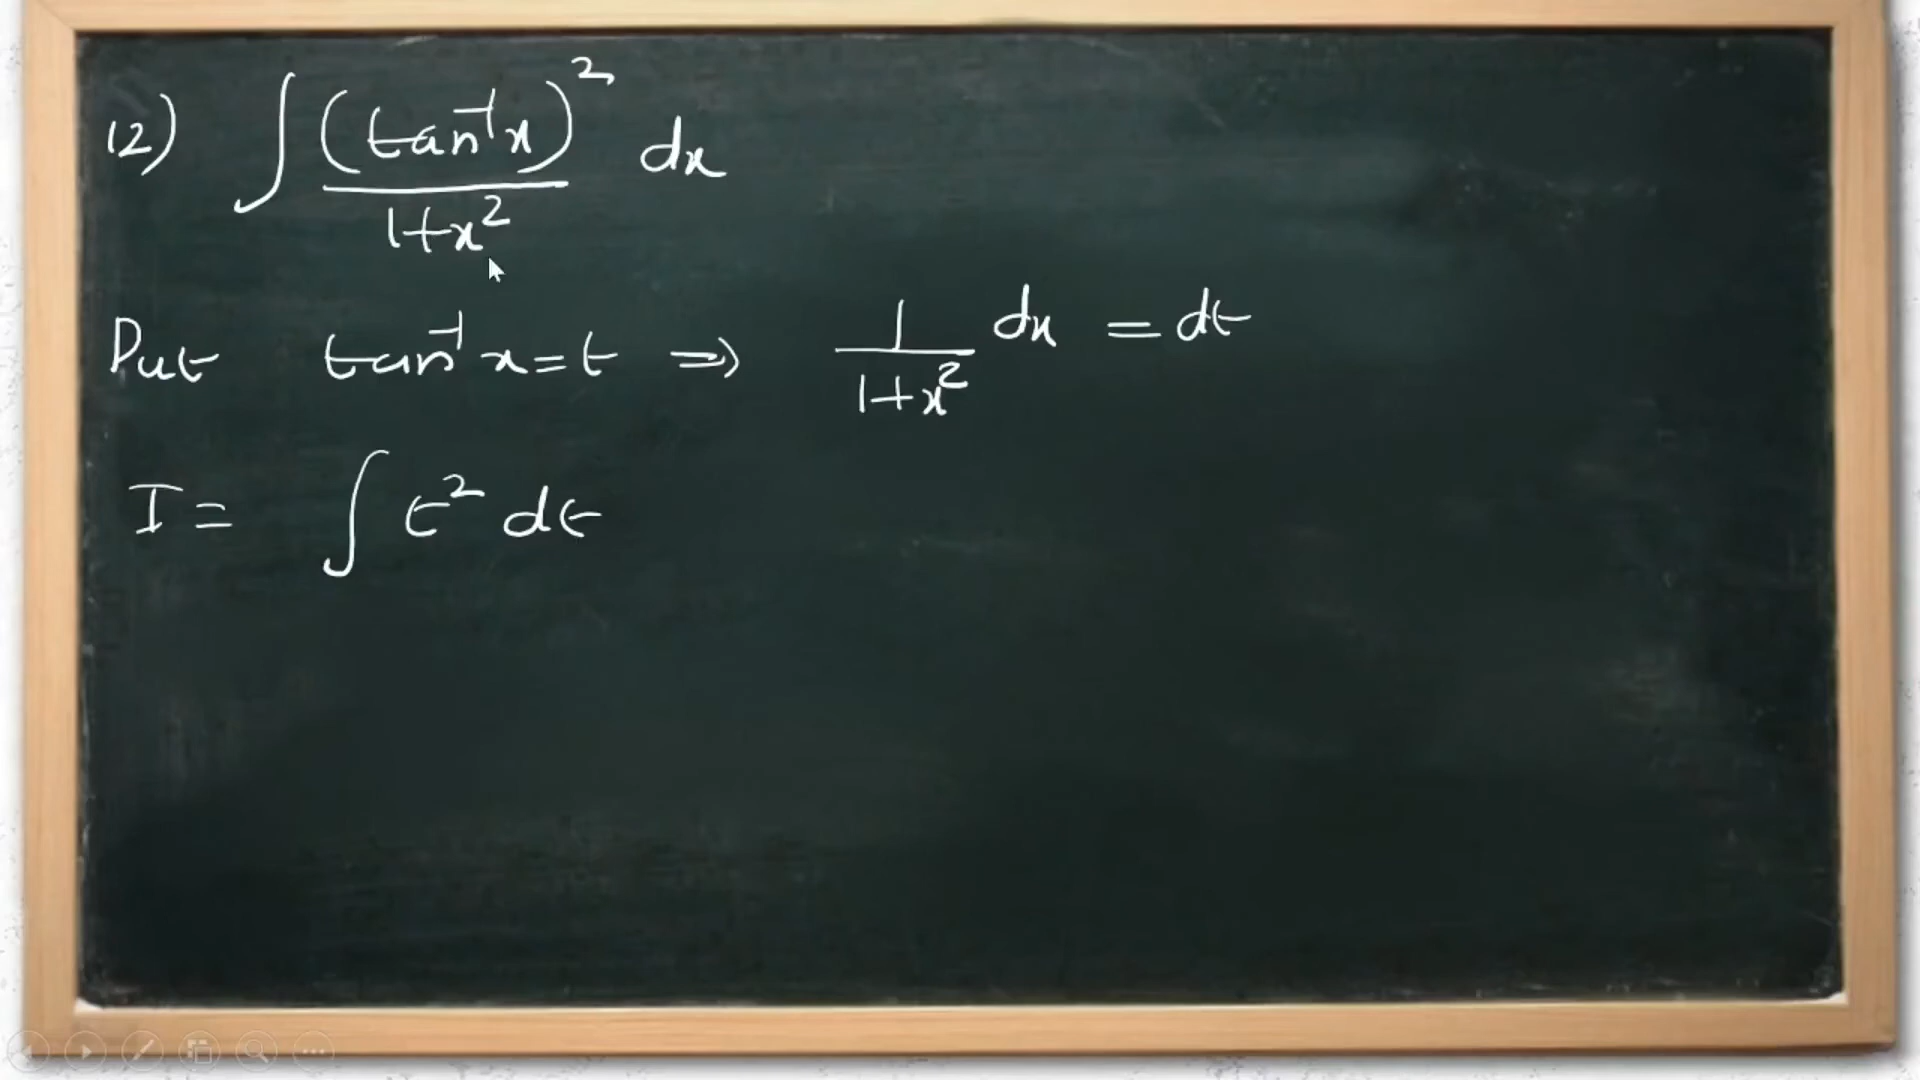 12) ∫ (tan⁻¹x)² / 1+x² dx
Put tan⁻¹x = t ⇒ 1 / 1+x² dx = dt
I = ∫ t² dt